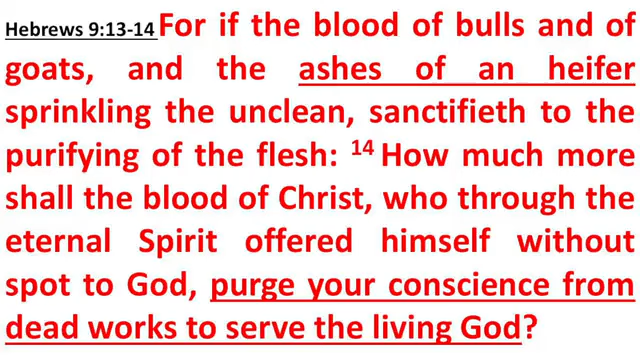 Hebrews 9:13-14 For if the blood of bulls and of
goats, and the ashes of an heifer
sprinkling the unclean, sanctifieth to the
purifying of the flesh: 14 How much more
shall the blood of Christ, who through the
eternal Spirit offered himself without
spot to God, purge your conscience from
dead works to serve the living God?